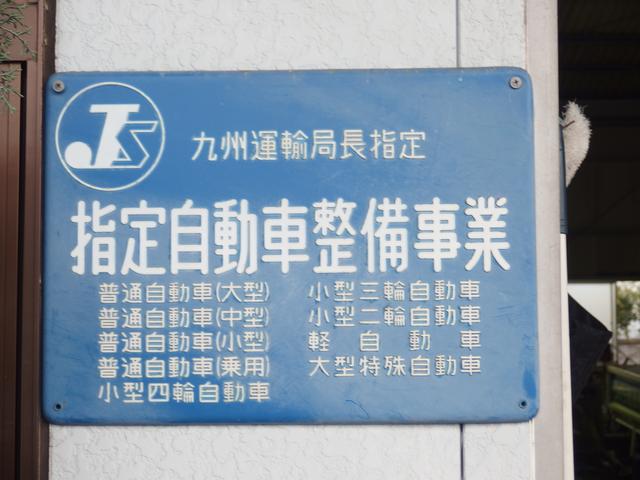 JS
九州運輸局長指定
指定自動車整備事業
普通自動車(大型)
普通自動車(中型)
普通自動車(小型)
普通自動車(乗用)
小型四輪自動車
小型三輪自動車
小型二輪自動車
軽自動車
大型特殊自動車